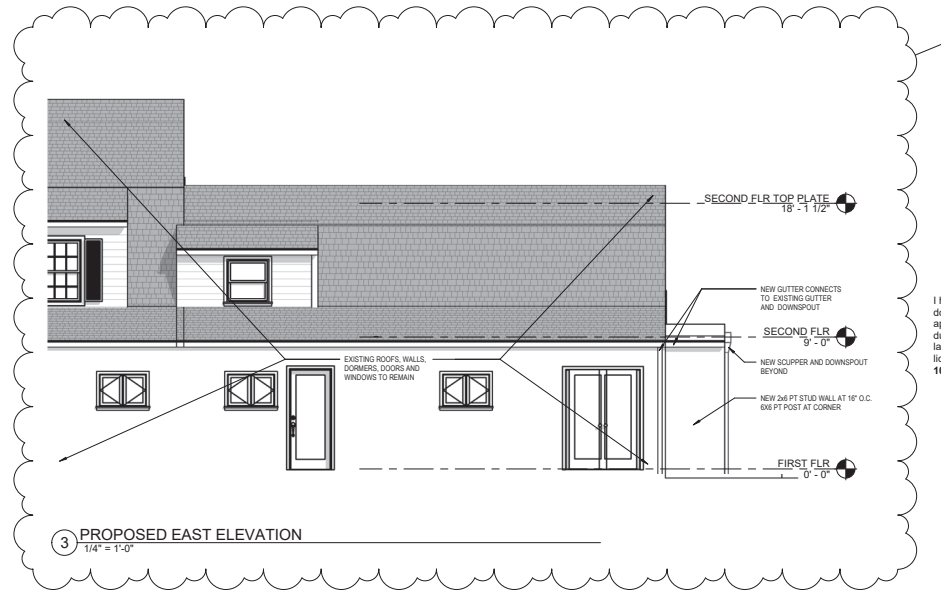 SECOND FLR TOP PLATE
18' - 1 1/2"
NEW GUTTER CONNECTS
TO EXISTING GUTTER
AND DOWNSPOUT
SECOND FLR
9' - 0"
EXISTING ROOFS, WALLS,
DORMERS, DOORS AND
WINDOWS TO REMAIN
NEW SCUPPER AND DOWNSPOUT
BEYOND
NEW 2x6 PT STUD WALL AT 16" O.C.
6X6 PT POST AT CORNER
FIRST FLR
0' - 0"
3
PROPOSED EAST ELEVATION
1/4" = 1'-0"